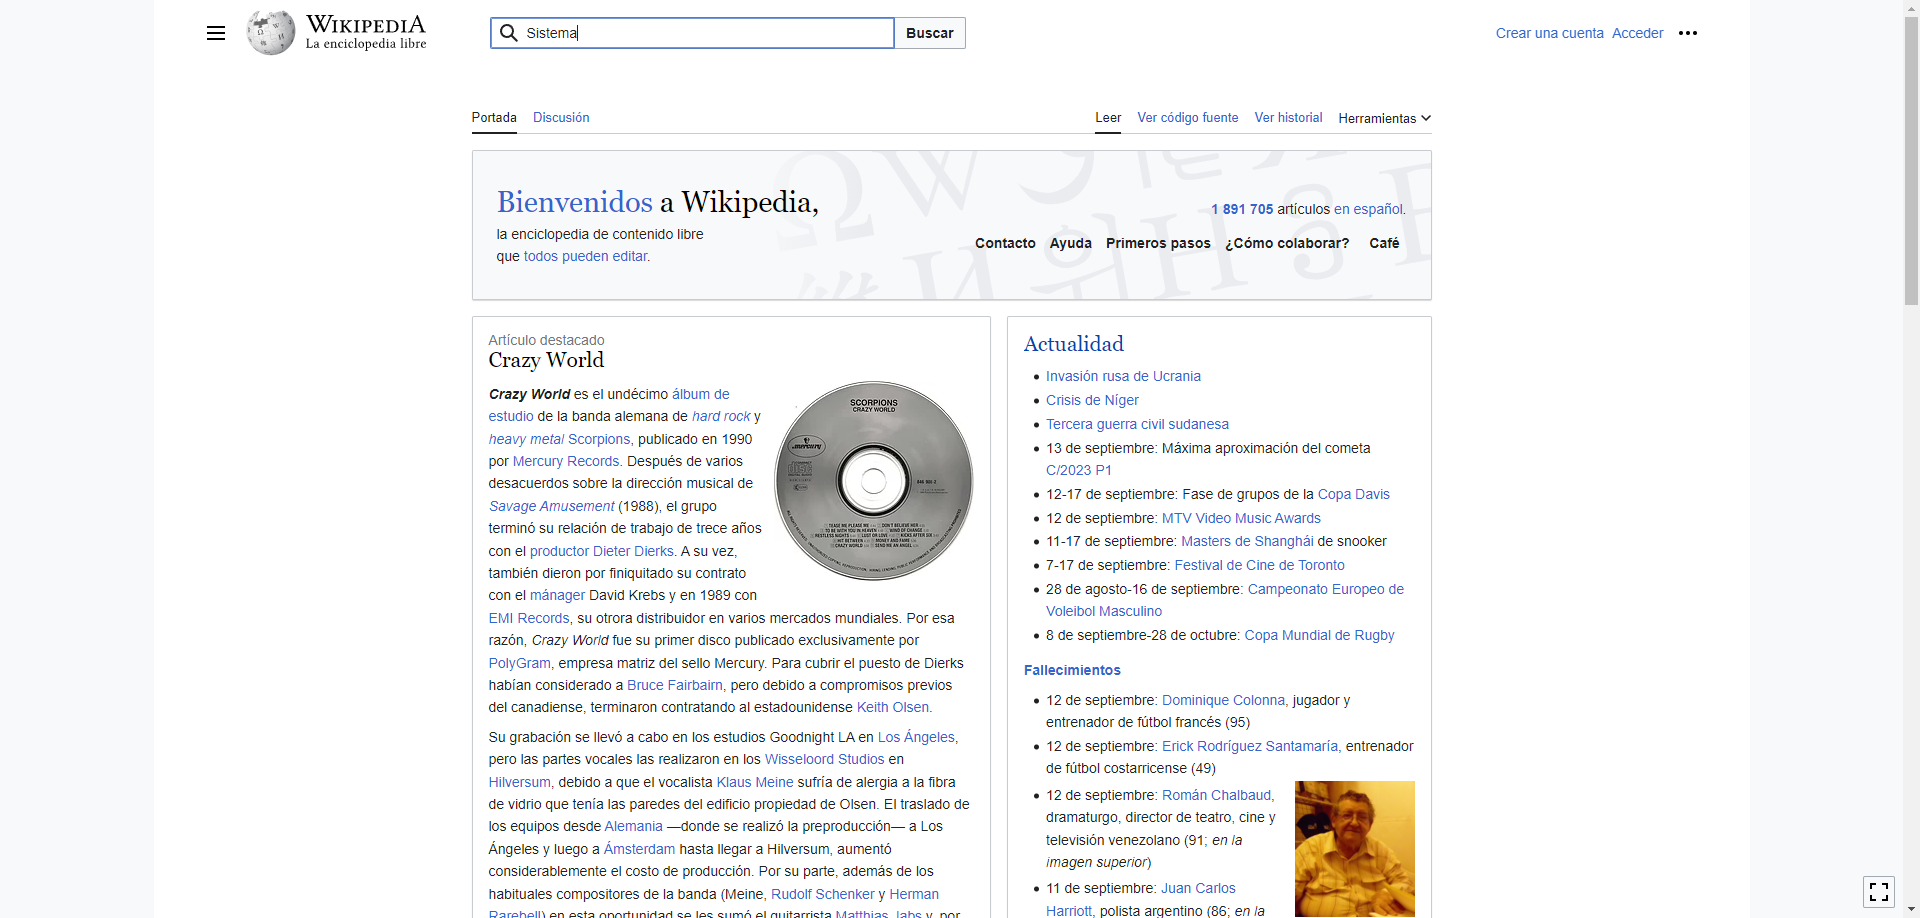 WIKIPEDIA
La enciclopedia libre
Sistema
Buscar
Crear una cuenta Acceder
Portada Discusión
Leer Ver código fuente Ver historial Herramientas
Bienvenidos a Wikipedia,
la enciclopedia de contenido libre
que todos pueden editar.
1 891 705 artículos en español.
Contacto Ayuda Primeros pasos ¿Cómo colaborar? Café
Artículo destacado
Crazy World
Crazy World es el undécimo álbum de
estudio de la banda alemana de hard rock y
heavy metal Scorpions, publicado en 1990
por Mercury Records. Después de varios
desacuerdos sobre la dirección musical de
Savage Amusement (1988), el grupo
terminó su relación de trabajo de trece años
con el productor Dieter Dierks. A su vez,
también dieron por finiquitado su contrato
con el mánager David Krebs y en 1989 con
EMI Records, su otrora distribuidor en varios mercados mundiales. Por esa
razón, Crazy World fue su primer disco publicado exclusivamente por
PolyGram, empresa matriz del sello Mercury. Para cubrir el puesto de Dierks
habían considerado a Bruce Fairbairn, pero debido a compromisos previos
del canadiense, terminaron contratando al estadounidense Keith Olsen.
SCORPIONS
CRAZY WORLD
Su grabación se llevó a cabo en los estudios Goodnight LA en Los Ángeles,
pero las partes vocales las realizaron en los Wisseloord Studios en
Hilversum, debido a que el vocalista Klaus Meine sufría de alergia a la fibra
de vidrio que tenía las paredes del edificio propiedad de Olsen. El traslado de
los equipos desde Alemania —donde se realizó la preproducción— a Los
Ángeles y luego a Ámsterdam hasta llegar a Hilversum, aumentó
considerablemente el costo de producción. Por su parte, además de los
habituales compositores de la banda (Meine, Rudolf Schenker y Herman
Rarebell) en esta oportunidad se les sumó el guitarrista Matthias Jabs y, por
Actualidad
Invasión rusa de Ucrania
Crisis de Níger
Tercera guerra civil sudanesa
13 de septiembre: Máxima aproximación del cometa
C/2023 P1
12-17 de septiembre: Fase de grupos de la Copa Davis
12 de septiembre: MTV Video Music Awards
11-17 de septiembre: Masters de Shanghái de snooker
7-17 de septiembre: Festival de Cine de Toronto
28 de agosto-16 de septiembre: Campeonato Europeo de
Voleibol Masculino
8 de septiembre-28 de octubre: Copa Mundial de Rugby
Fallecimientos
12 de septiembre: Dominique Colonna, jugador y
entrenador de fútbol francés (95)
12 de septiembre: Erick Rodríguez Santamaría, entrenador
de fútbol costarricense (49)
12 de septiembre: Román Chalbaud,
dramaturgo, director de teatro, cine y
televisión venezolano (91; en la
imagen superior)
11 de septiembre: Juan Carlos
Harriott, polista argentino (86; en la